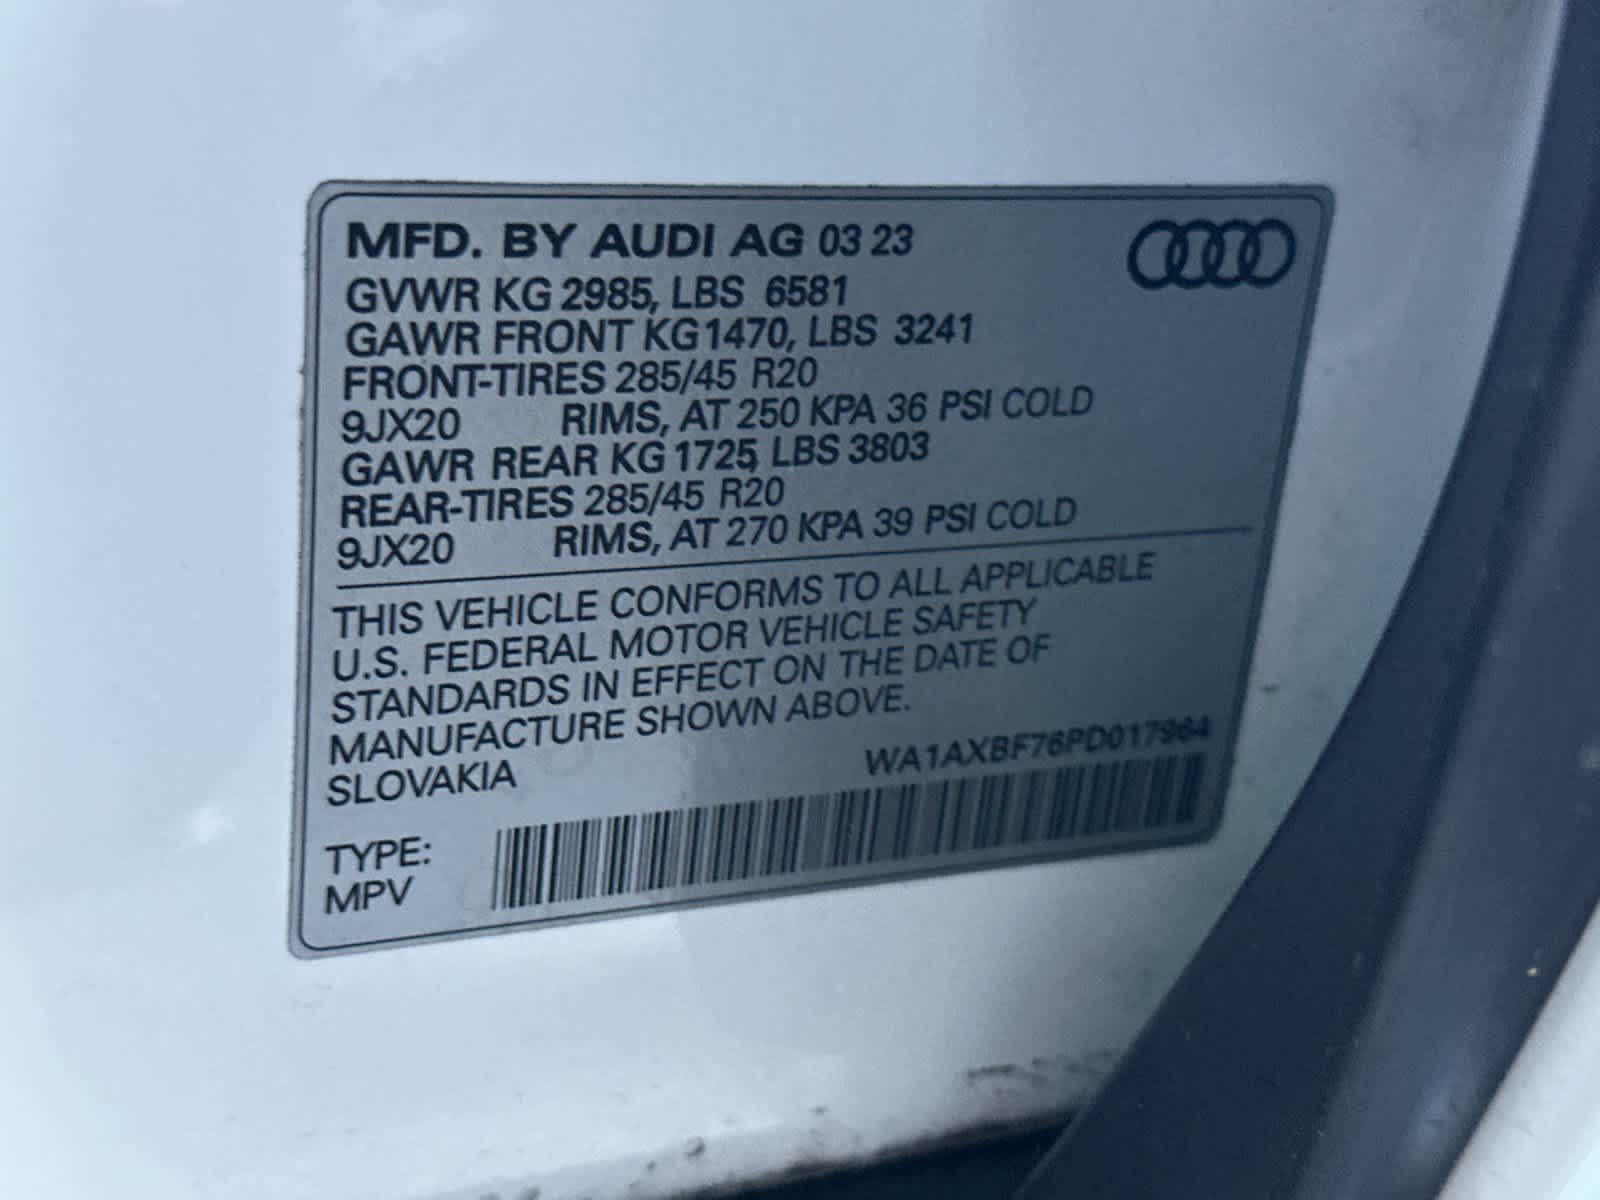 MFD. BY AUDI AG 03 23
GVWR KG 2985, LBS 6581
GAWR FRONT KG 1470, LBS 3241
FRONT-TIRES 285/45 R20
9JX20 RIMS, AT 250 KPA 36 PSI COLD
GAWR REAR KG 1725, LBS 3803
REAR-TIRES 285/45 R20
9JX20 RIMS, AT 270 KPA 39 PSI COLD
THIS VEHICLE CONFORMS TO ALL APPLICABLE
U.S. FEDERAL MOTOR VEHICLE SAFETY
STANDARDS IN EFFECT ON THE DATE OF
MANUFACTURE SHOWN ABOVE.
SLOVAKIA
WA1AXBF76PD017964
TYPE:
MPV